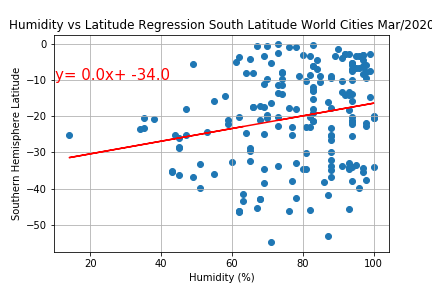 Humidity vs Latitude Regression South Latitude World Cities Mar/2020
y= 0.0x+ -34.0
Southern Hemisphere Latitude
0
−10
−20
−30
−40
−50
20
40
60
80
100
Humidity (%)